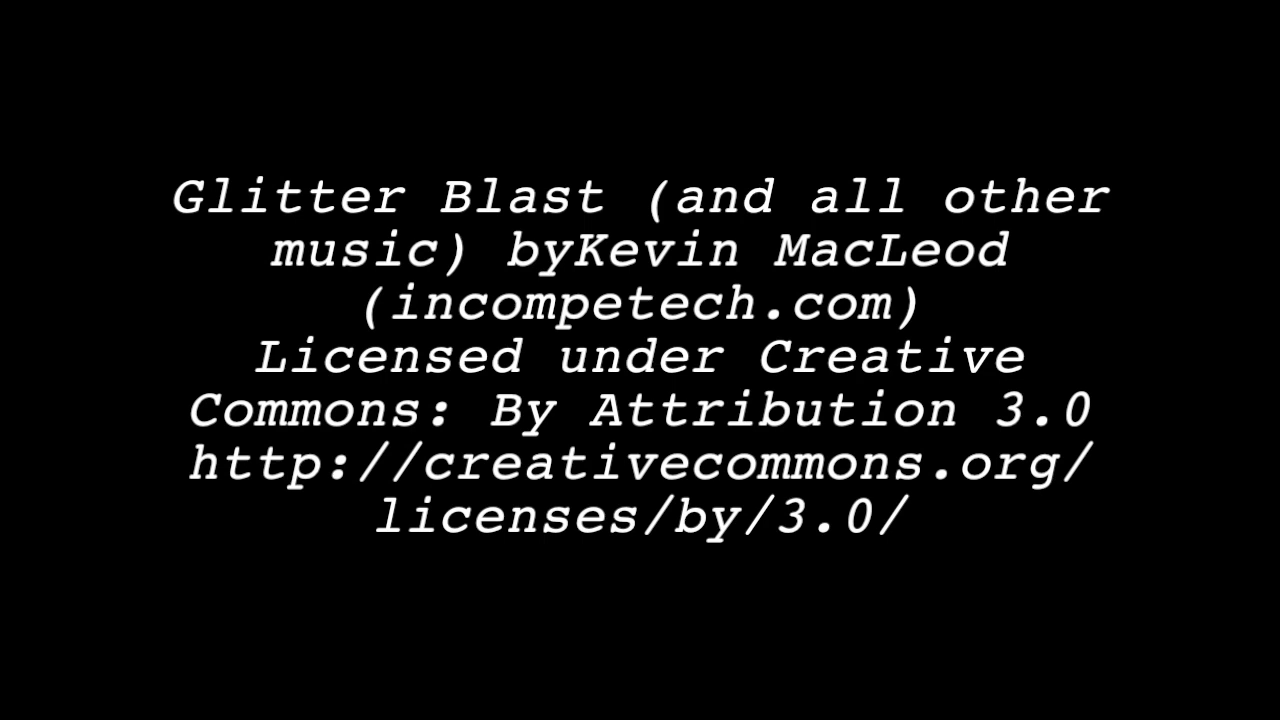 Glitter Blast (and all other
music) byKevin MacLeod
(incompetech.com)
Licensed under Creative
Commons: By Attribution 3.0
http://creativecommons.org/
licenses/by/3.0/